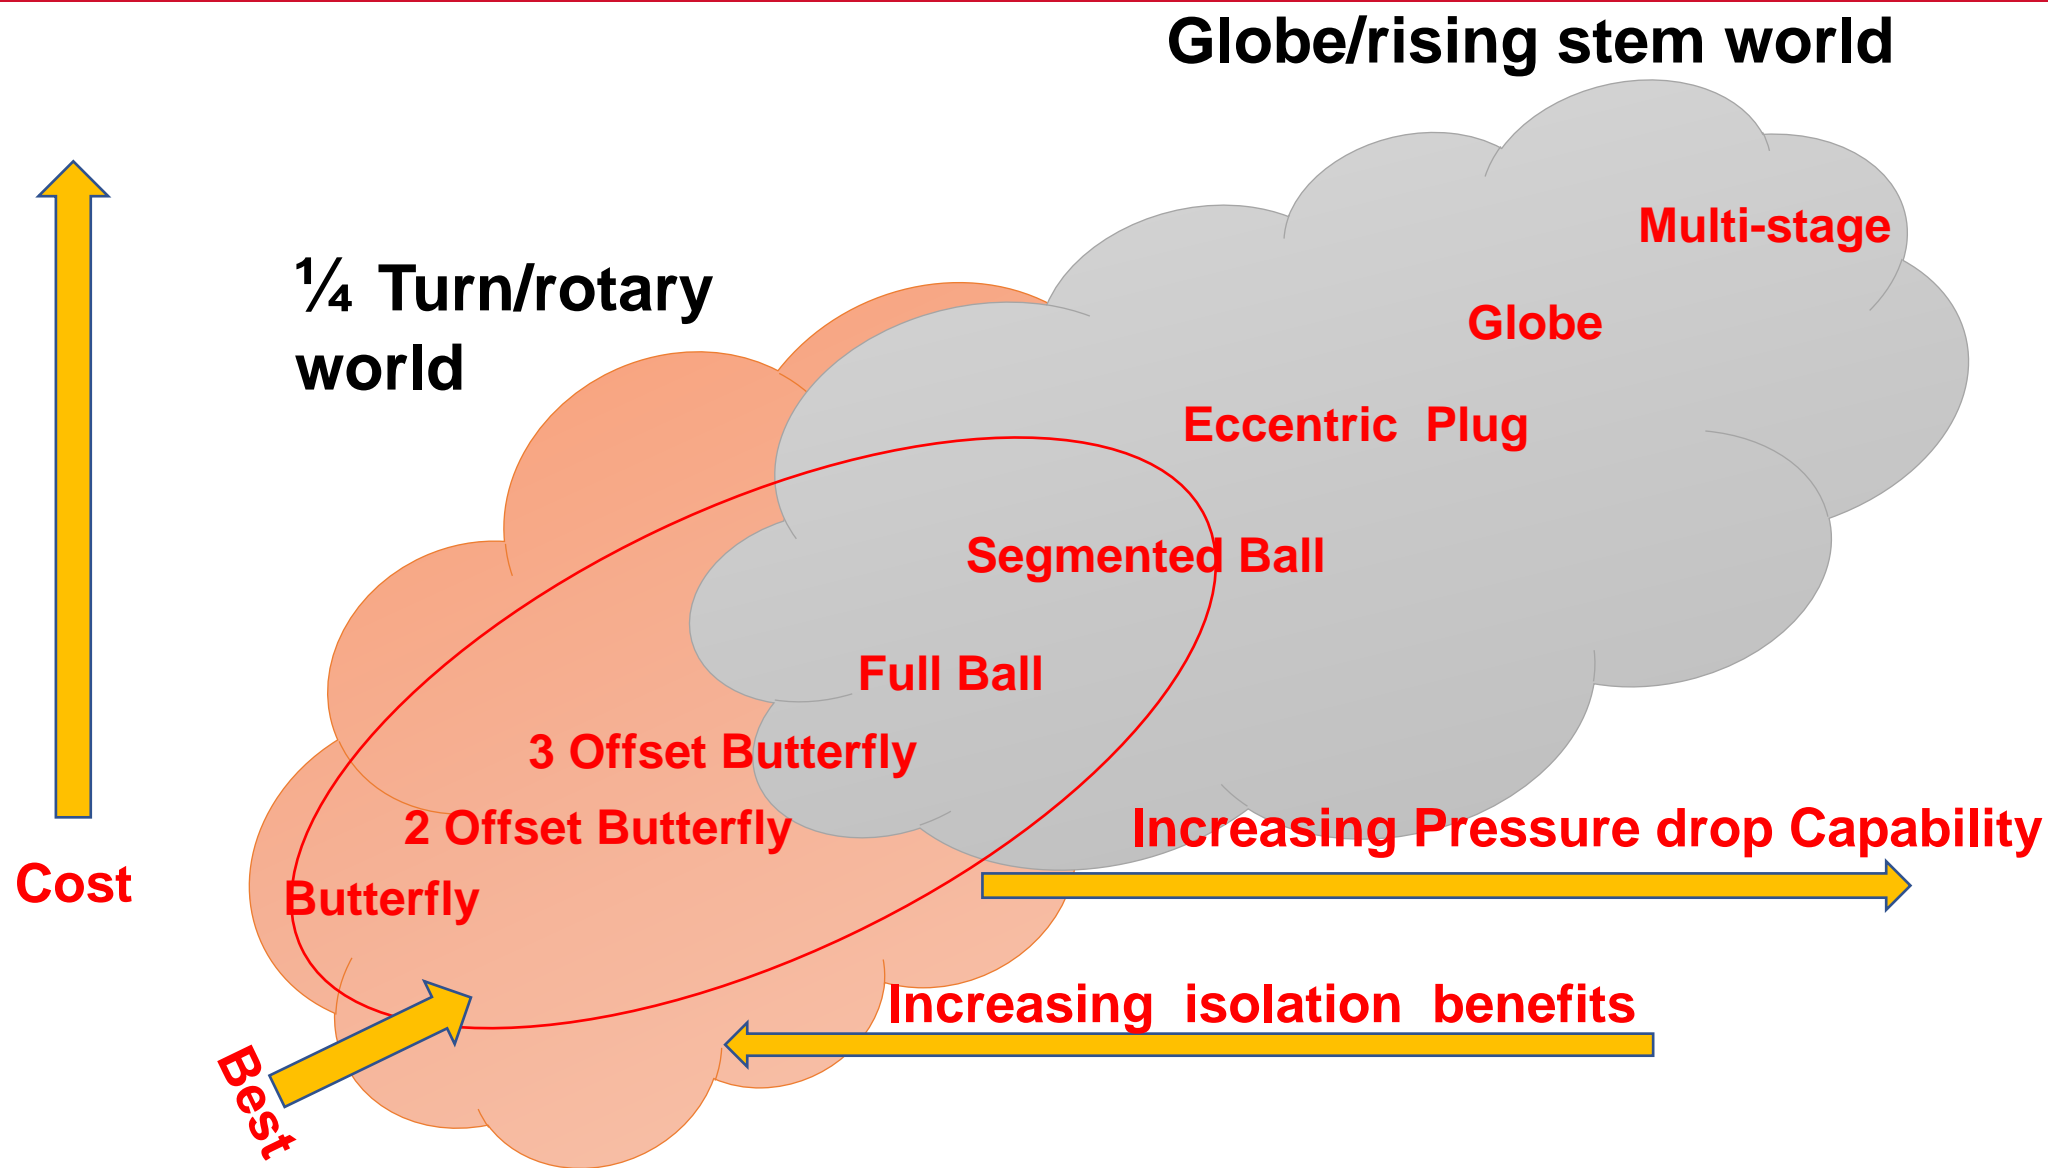 Globe/rising stem world
Multi-stage
¼ Turn/rotary
world
Globe
Eccentric Plug
Segmented Ball
Full Ball
3 Offset Butterfly
2 Offset Butterfly
Increasing Pressure drop Capability
Cost
Butterfly
Increasing isolation benefits
Best